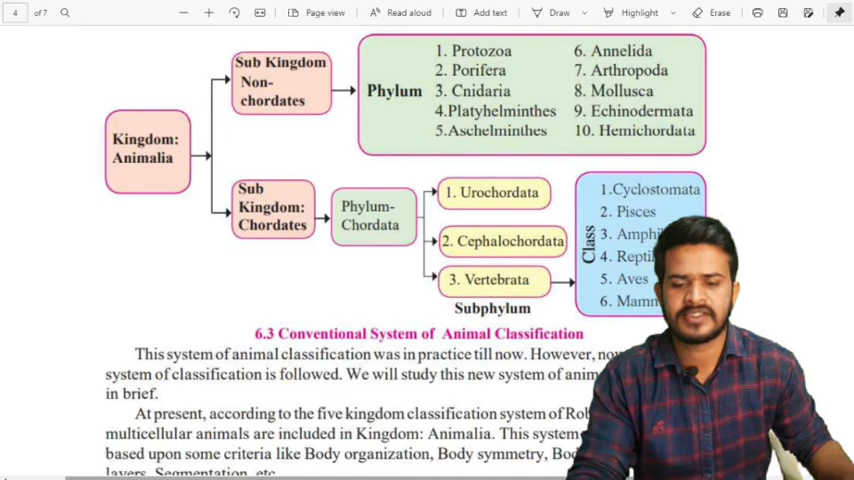 4 of 7
Page view
Read aloud
Add text
Draw
Highlight
Erase
Kingdom:
Animalia
Sub Kingdom
Non-
chordates
Phylum
1. Protozoa
2. Porifera
3. Cnidaria
4.Platyhelminthes
5.Aschelminthes
6. Annelida
7. Arthropoda
8. Mollusca
9. Echinodermata
10. Hemichordata
Sub
Kingdom:
Chordates
Phylum-
Chordata
1. Urochordata
2. Cephalochordata
3. Vertebrata
Subphylum
Class
1.Cyclostomata
2. Pisces
3. Amphi
4. Repti
5. Aves
6. Mamm
6.3 Conventional System of Animal Classification
This system of animal classification was in practice till now. However, now
system of classification is followed. We will study this new system of anim
in brief.
At present, according to the five kingdom classification system of Rob
multicellular animals are included in Kingdom: Animalia. This system
based upon some criteria like Body organization, Body symmetry, Bod
layers, Segmentation, etc.